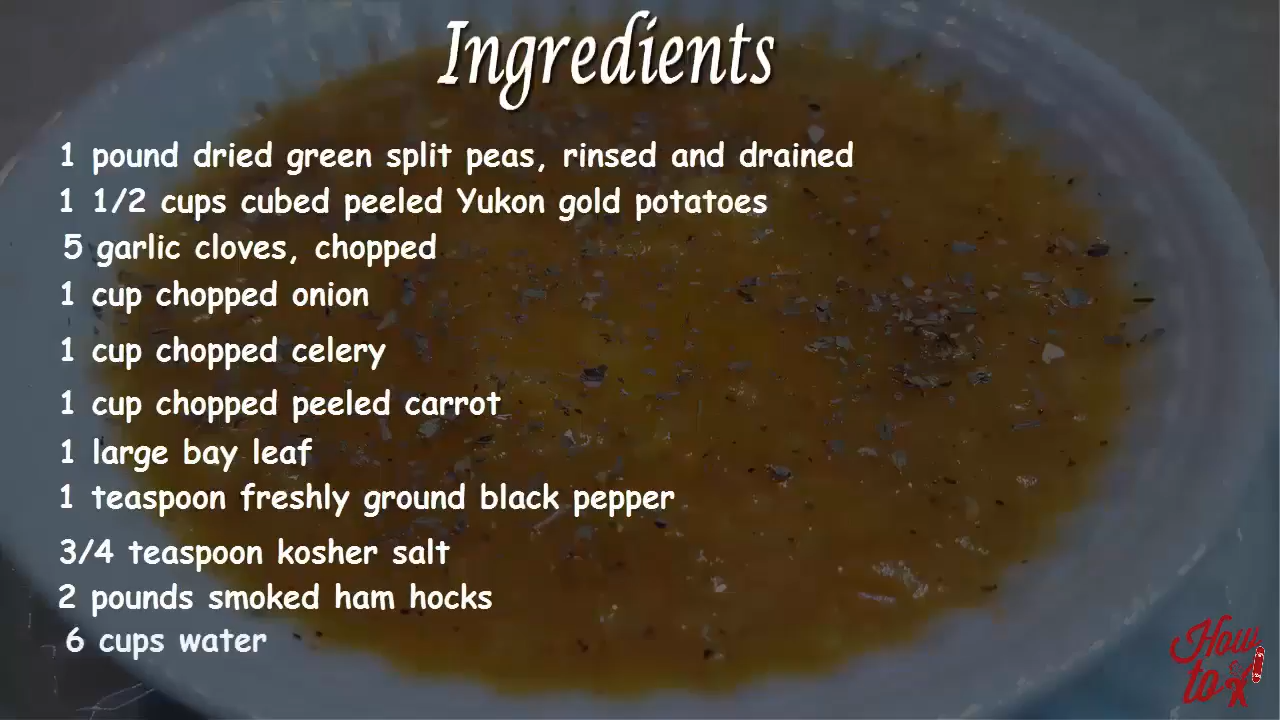 Ingredients
1 pound dried green split peas, rinsed and drained
1 1/2 cups cubed peeled Yukon gold potatoes
5 garlic cloves, chopped
1 cup chopped onion
1 cup chopped celery
1 cup chopped peeled carrot
1 large bay leaf
1 teaspoon freshly ground black pepper
3/4 teaspoon kosher salt
2 pounds smoked ham hocks
6 cups water
How
to